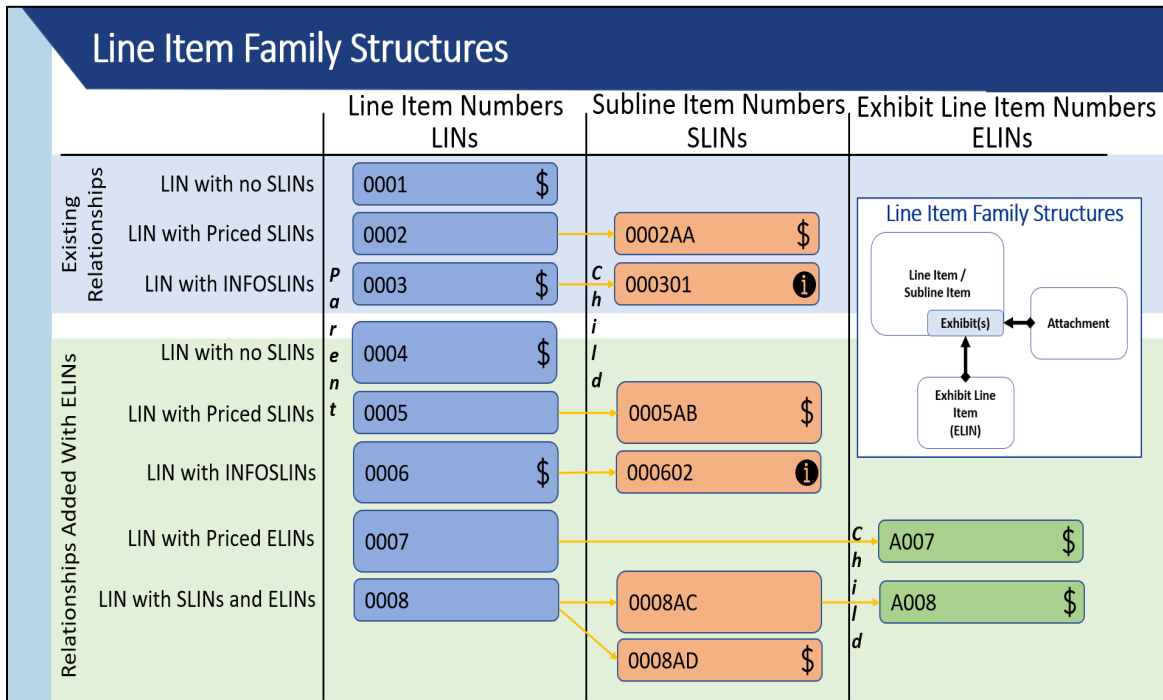 Line Item Family Structures
Line Item Numbers
LINs
Subline Item Numbers
SLINs
Exhibit Line Item Numbers
ELINs
Existing
Relationships
LIN with no SLINs
0001 $
LIN with Priced SLINs
0002
0002AA $
LIN with INFOSLINs
0003 $
000301 i
Parent
Child
Relationships Added With ELINs
LIN with no SLINs
0004 $
LIN with Priced SLINs
0005
0005AB $
LIN with INFOSLINs
0006 $
000602 i
LIN with Priced ELINs
0007
Child
A007 $
LIN with SLINs and ELINs
0008
0008AC
A008 $
0008AD $
Line Item Family Structures
Line Item /
Subline Item
Exhibit(s)
Attachment
Exhibit Line
Item
(ELIN)